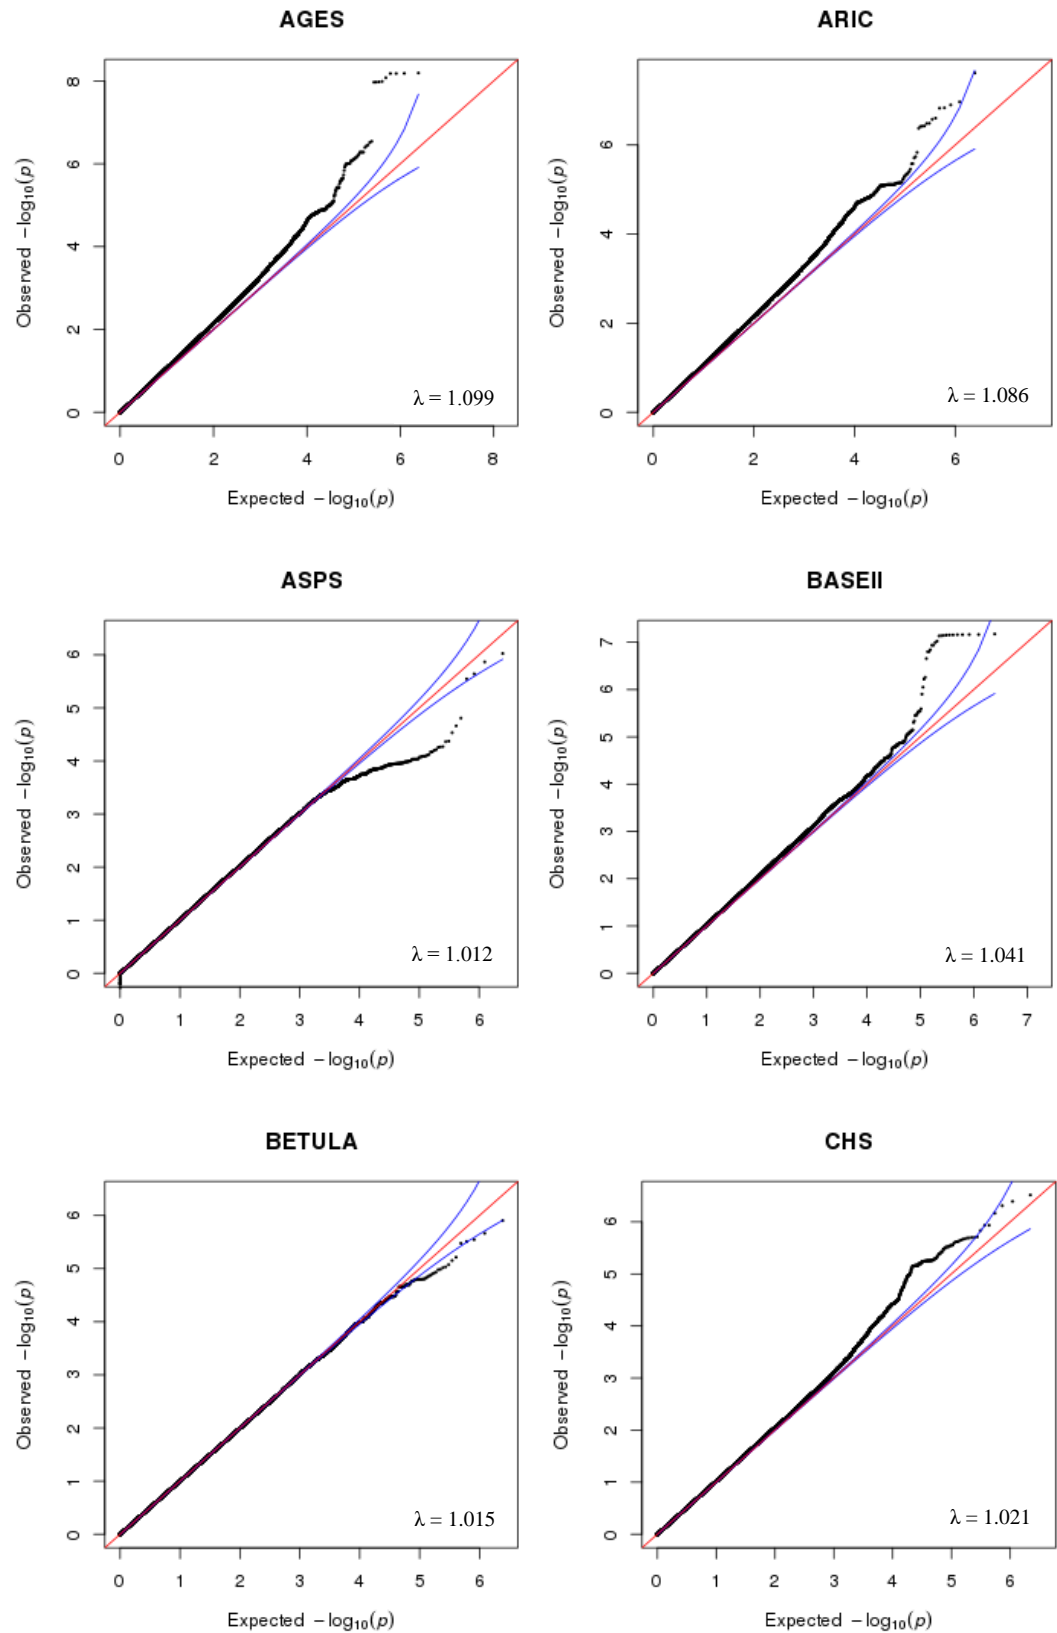 AGES
Observed −log₁₀(p)
8
6
4
2
0
λ = 1.099
0 2 4 6 8
Expected −log₁₀(p)
ARIC
Observed −log₁₀(p)
6
4
2
0
λ = 1.086
0 2 4 6
Expected −log₁₀(p)
ASPS
Observed −log₁₀(p)
6
5
4
3
2
1
0
λ = 1.012
0 1 2 3 4 5 6
Expected −log₁₀(p)
BASEII
Observed −log₁₀(p)
7
6
5
4
3
2
1
0
λ = 1.041
0 1 2 3 4 5 6 7
Expected −log₁₀(p)
BETULA
Observed −log₁₀(p)
6
5
4
3
2
1
0
λ = 1.015
0 1 2 3 4 5 6
Expected −log₁₀(p)
CHS
Observed −log₁₀(p)
6
5
4
3
2
1
0
λ = 1.021
0 1 2 3 4 5 6
Expected −log₁₀(p)